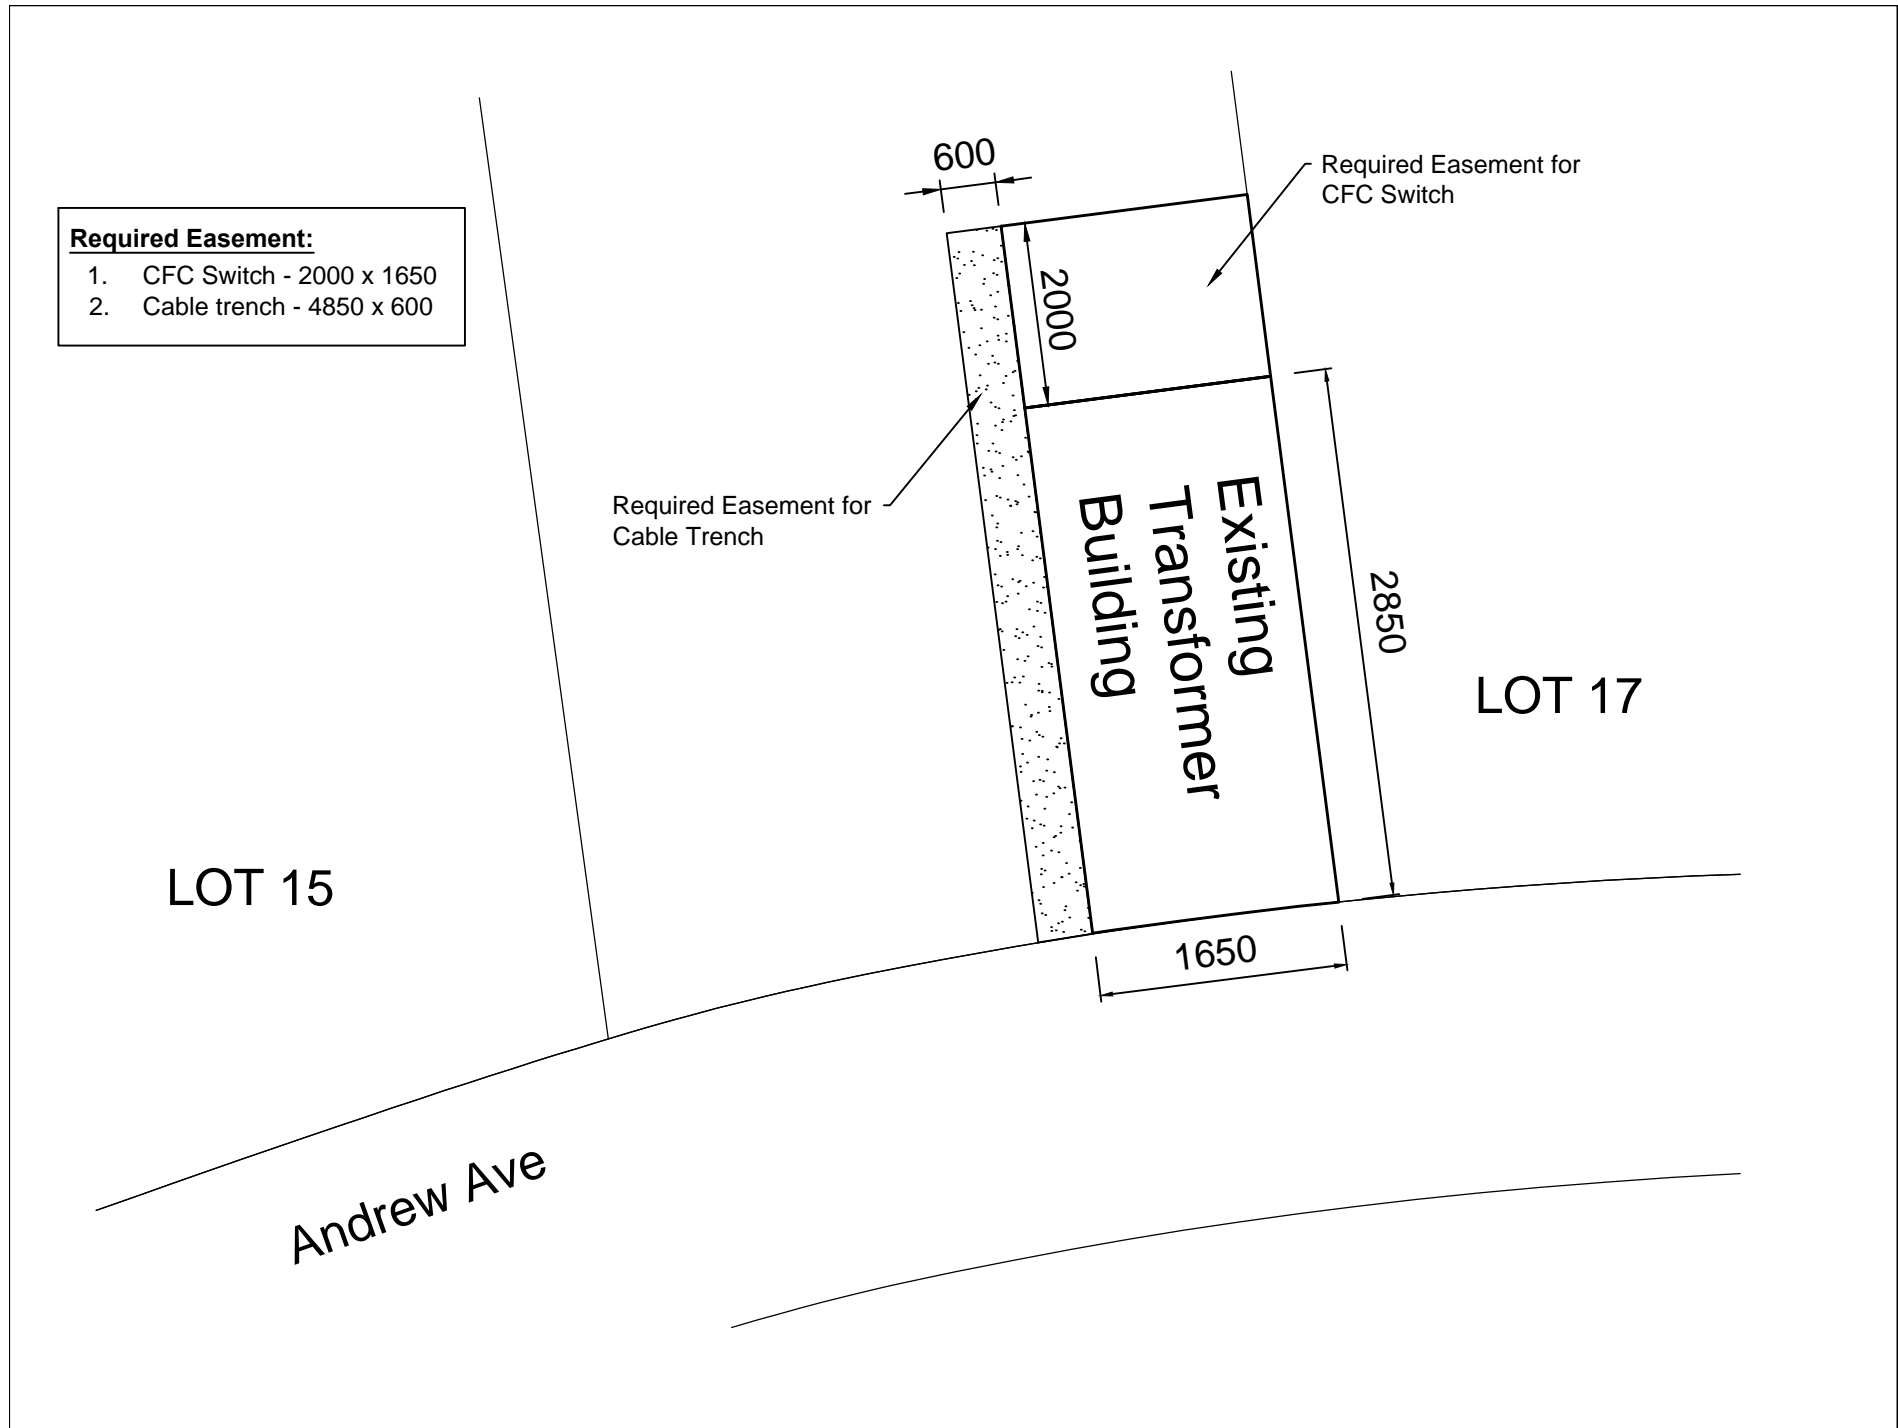 600
Required Easement for
CFC Switch
Required Easement:
1. CFC Switch - 2000 x 1650
2. Cable trench - 4850 x 600
2000
Required Easement for
Cable Trench
Existing
Transformer
Building
2850
LOT 17
LOT 15
1650
Andrew Ave